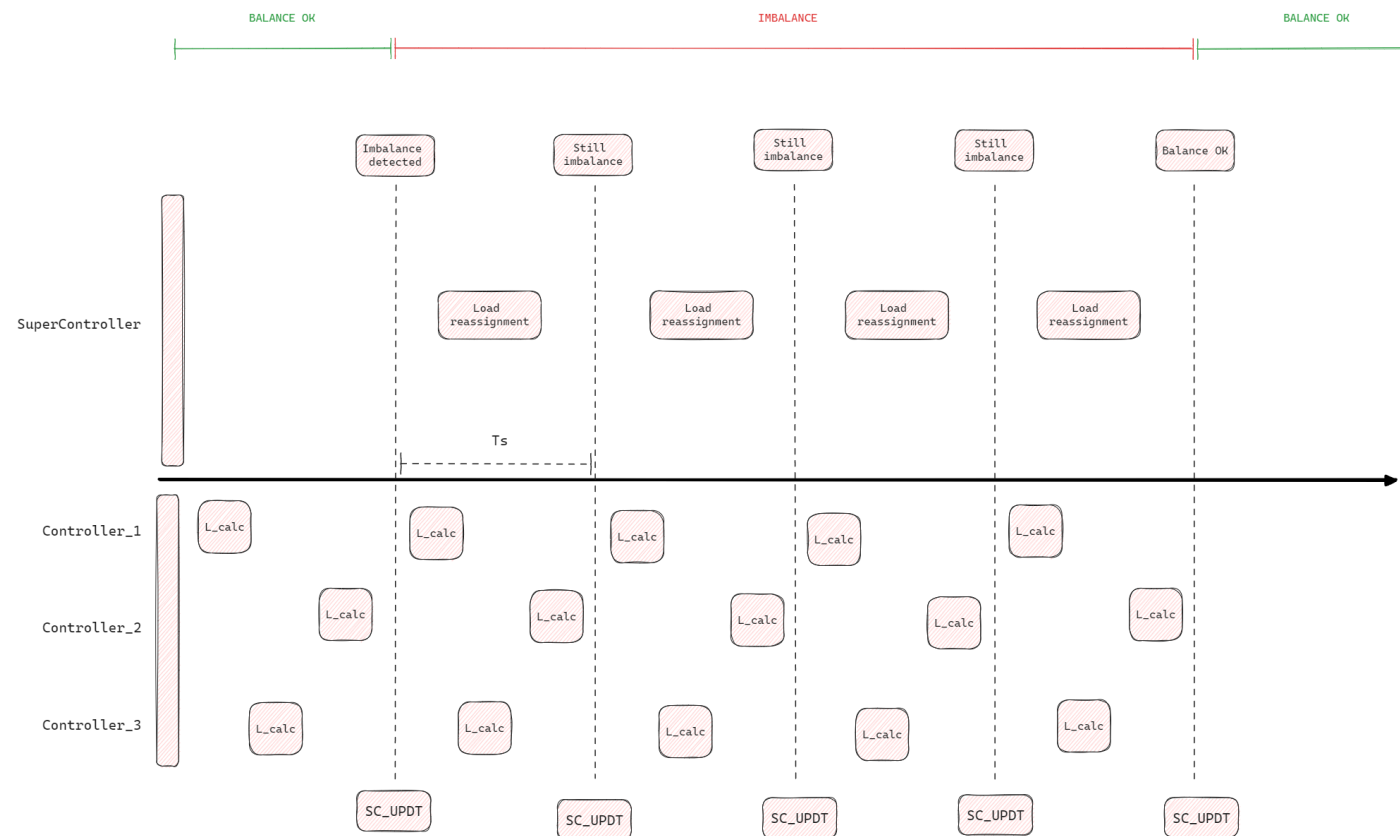 BALANCE OK
IMBALANCE
BALANCE OK
Imbalance
detected
Still
imbalance
Still
imbalance
Still
imbalance
Balance OK
SuperController
Load
reassignment
Load
reassignment
Load
reassignment
Load
reassignment
Ts
Controller_1
L_calc
L_calc
L_calc
L_calc
L_calc
Controller_2
L_calc
L_calc
L_calc
L_calc
L_calc
Controller_3
L_calc
L_calc
L_calc
L_calc
L_calc
SC_UPDT
SC_UPDT
SC_UPDT
SC_UPDT
SC_UPDT